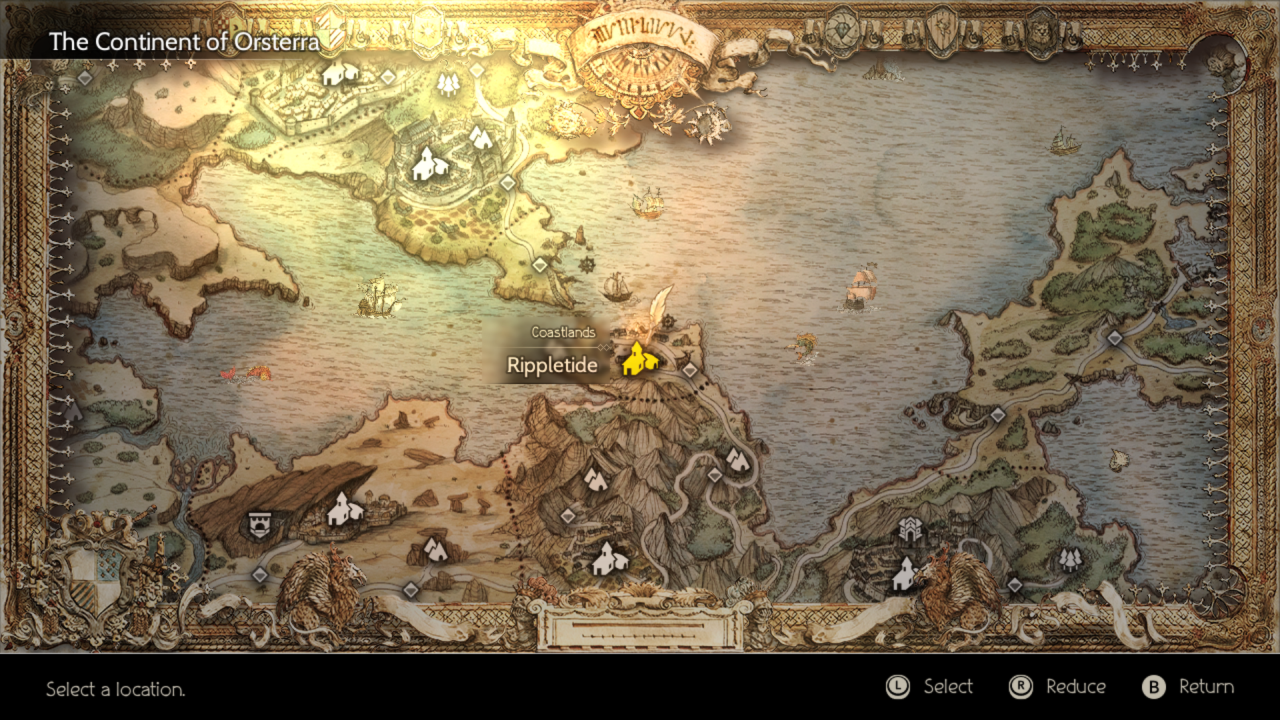 The Continent of Orsterra
Coastlands
Rippletide
Select a location.
L Select R Reduce B Return